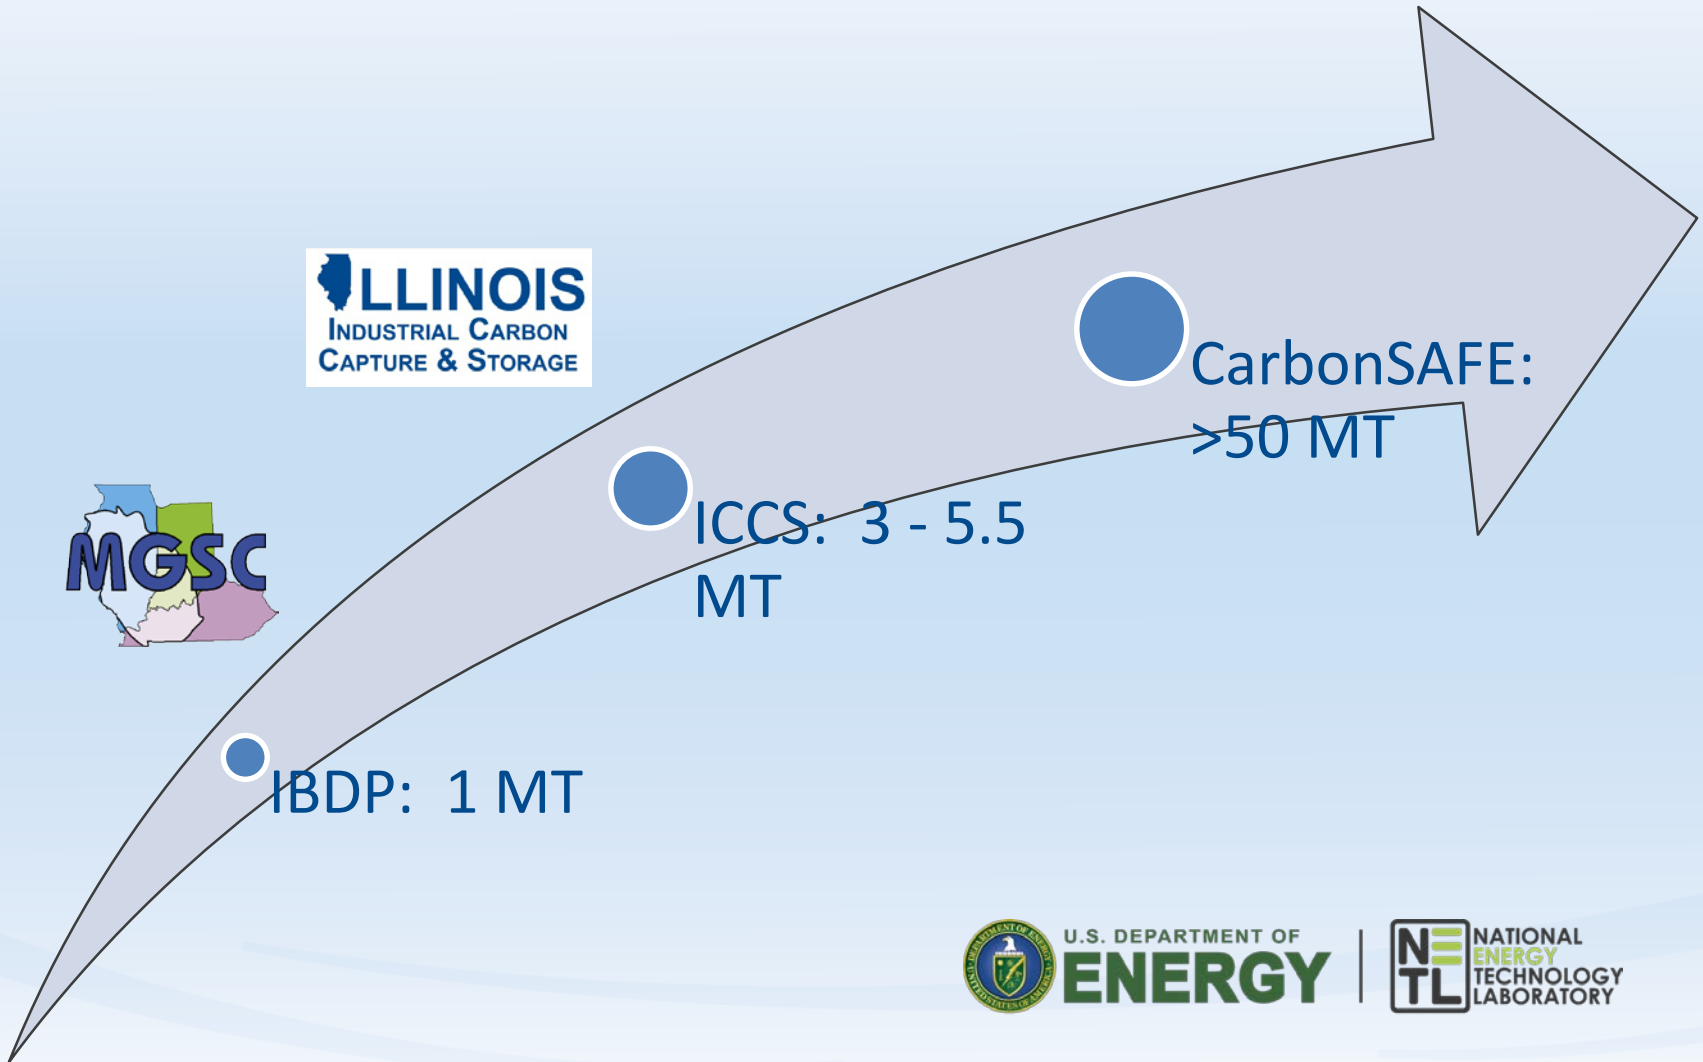 ILLINOIS
INDUSTRIAL CARBON
CAPTURE & STORAGE
CarbonSAFE:
>50 MT
MGSC
ICCS:  3 - 5.5
MT
IBDP:  1 MT
U.S. DEPARTMENT OF
ENERGY
NETL
NATIONAL
ENERGY
TECHNOLOGY
LABORATORY